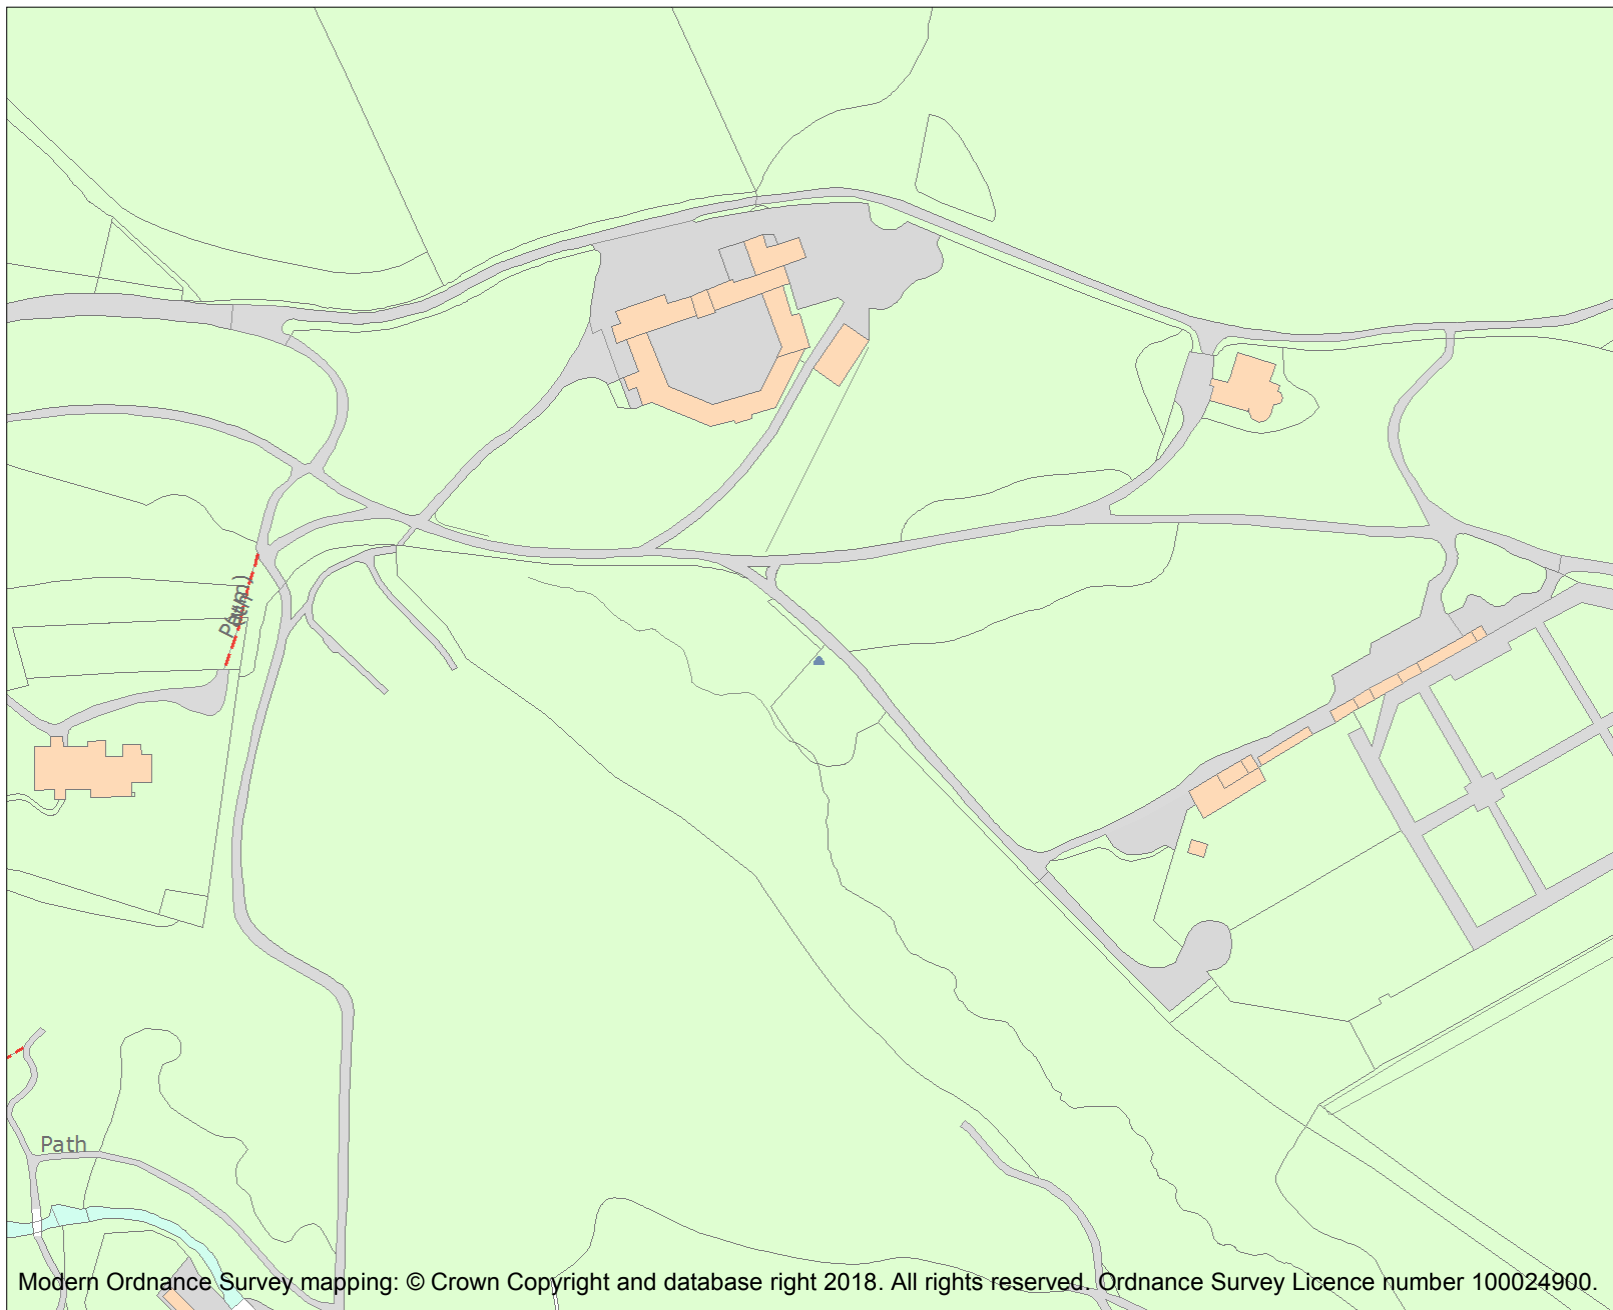 Path (um)
Path
Modern Ordnance Survey mapping: © Crown Copyright and database right 2018. All rights reserved. Ordnance Survey Licence number 100024900.